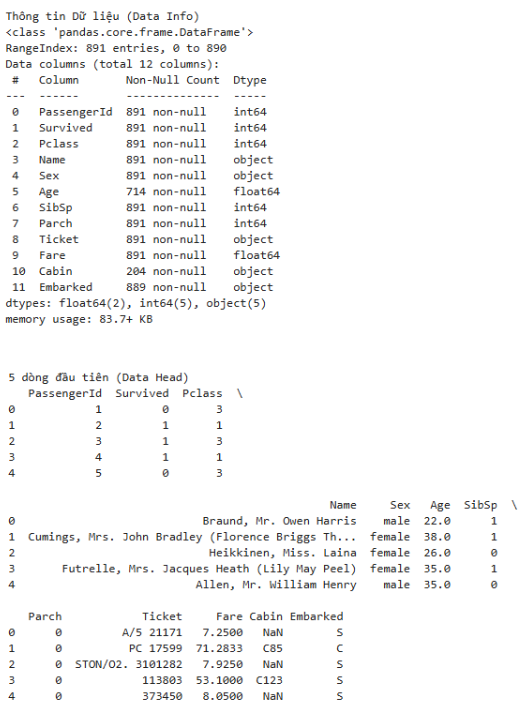 Thông tin Dữ liệu (Data Info)
<class 'pandas.core.frame.DataFrame'>
RangeIndex: 891 entries, 0 to 890
Data columns (total 12 columns):
 #   Column       Non-Null Count  Dtype
---  ------       --------------  -----
 0   PassengerId  891 non-null    int64
 1   Survived     891 non-null    int64
 2   Pclass       891 non-null    int64
 3   Name         891 non-null    object
 4   Sex          891 non-null    object
 5   Age          714 non-null    float64
 6   SibSp        891 non-null    int64
 7   Parch        891 non-null    int64
 8   Ticket       891 non-null    object
 9   Fare         891 non-null    float64
 10  Cabin        204 non-null    object
 11  Embarked     889 non-null    object
dtypes: float64(2), int64(5), object(5)
memory usage: 83.7+ KB
5 dòng đầu tiên (Data Head)
   PassengerId  Survived  Pclass  \
0            1         0       3
1            2         1       1
2            3         1       3
3            4         1       1
4            5         0       3
                                                Name     Sex   Age  SibSp  \
0                            Braund, Mr. Owen Harris    male  22.0      1
1  Cumings, Mrs. John Bradley (Florence Briggs Th...  female  38.0      1
2                             Heikkinen, Miss. Laina  female  26.0      0
3       Futrelle, Mrs. Jacques Heath (Lily May Peel)  female  35.0      1
4                           Allen, Mr. William Henry    male  35.0      0
   Parch            Ticket     Fare Cabin Embarked
0      0         A/5 21171   7.2500   NaN        S
1      0          PC 17599  71.2833   C85        C
2      0  STON/O2. 3101282   7.9250   NaN        S
3      0            113803  53.1000  C123        S
4      0            373450   8.0500   NaN        S